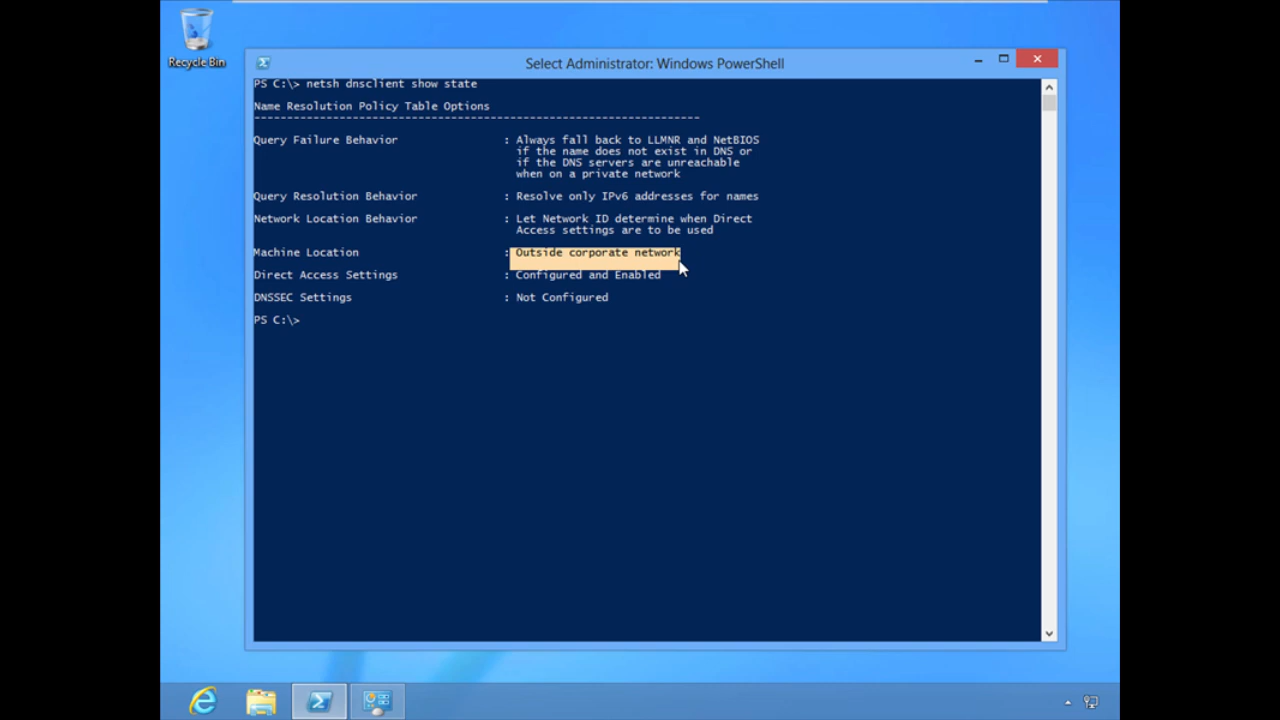 Recycle Bin
Select Administrator: Windows PowerShell
PS C:\> netsh dnsclient show state
Name Resolution Policy Table Options
--------------------------------------------------------------------
Query Failure Behavior : Always fall back to LLMNR and NetBIOS
if the name does not exist in DNS or
if the DNS servers are unreachable
when on a private network
Query Resolution Behavior : Resolve only IPv6 addresses for names
Network Location Behavior : Let Network ID determine when Direct
Access settings are to be used
Machine Location : Outside corporate network
Direct Access Settings : Configured and Enabled
DNSSEC Settings : Not Configured
PS C:\>